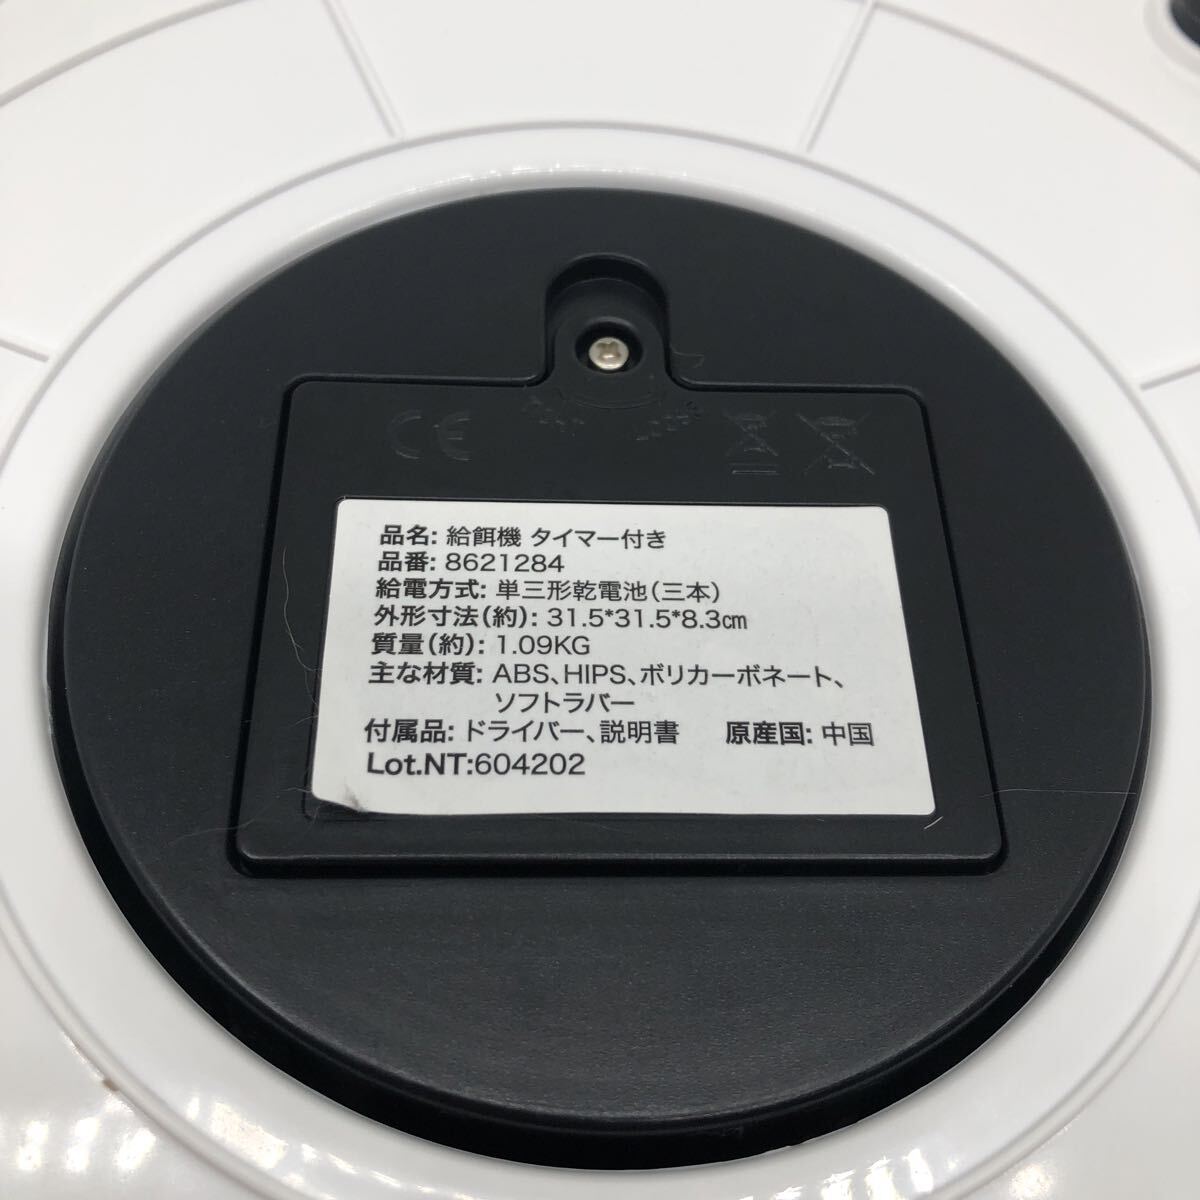 品名: 給餌機 タイマー付き
品番: 8621284
給電方式: 単三形乾電池(三本)
外形寸法(約): 31.5*31.5*8.3㎝
質量(約): 1.09KG
主な材質: ABS、HIPS、ボリカーボネート、
ソフトラバー
付属品: ドライバー、説明書 原産国: 中国
Lot.NT:604202